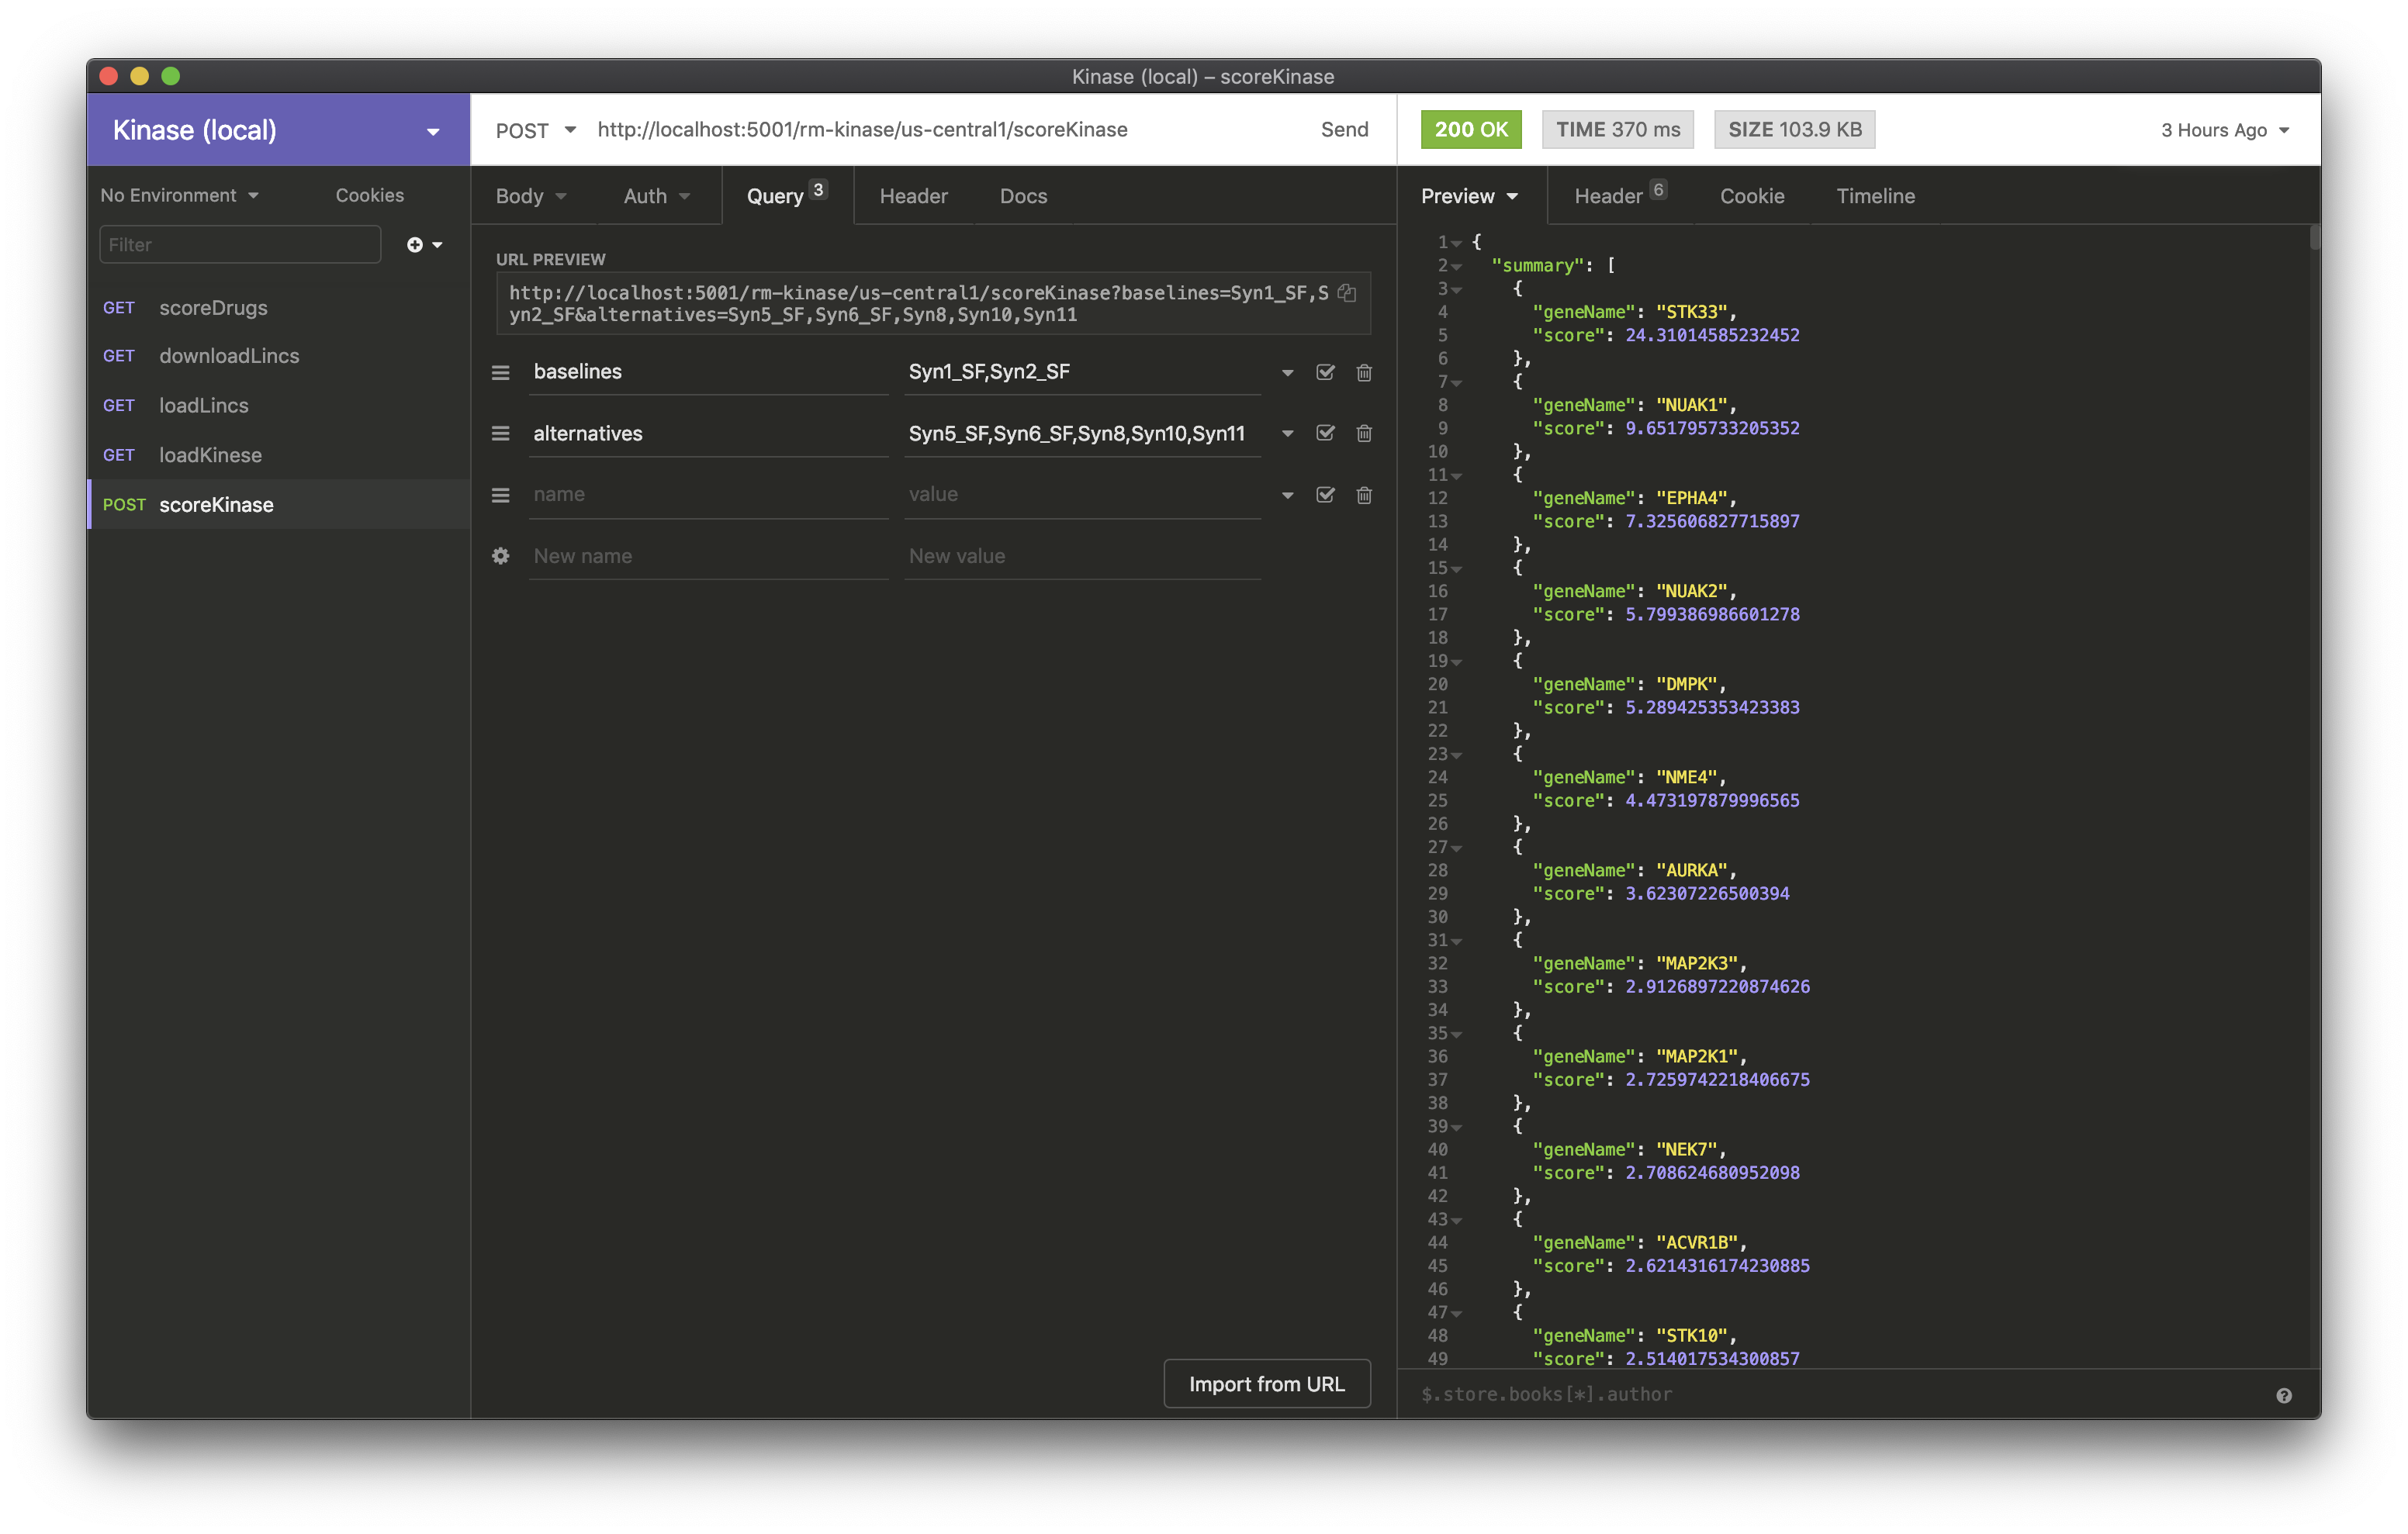 Kinase (local) – scoreKinase
Kinase (local)
No Environment
Cookies
Filter
GET scoreDrugs
GET downloadLincs
GET loadLincs
GET loadKinese
POST scoreKinase
POST http://localhost:5001/rm-kinase/us-central1/scoreKinase Send
Body Auth Query 3 Header Docs
URL PREVIEW
http://localhost:5001/rm-kinase/us-central1/scoreKinase?baselines=Syn1_SF,S
yn2_SF&alternatives=Syn5_SF,Syn6_SF,Syn8,Syn10,Syn11
baselines Syn1_SF,Syn2_SF
alternatives Syn5_SF,Syn6_SF,Syn8,Syn10,Syn11
name value
New name New value
Import from URL
200 OK TIME 370 ms SIZE 103.9 KB 3 Hours Ago
Preview Header 6 Cookie Timeline
1 {
2 "summary": [
3 {
4 "geneName": "STK33",
5 "score": 24.31014585232452
6 },
7 {
8 "geneName": "NUAK1",
9 "score": 9.651795733205352
10 },
11 {
12 "geneName": "EPHA4",
13 "score": 7.325606827715897
14 },
15 {
16 "geneName": "NUAK2",
17 "score": 5.799386986601278
18 },
19 {
20 "geneName": "DMPK",
21 "score": 5.289425353423383
22 },
23 {
24 "geneName": "NME4",
25 "score": 4.473197879996565
26 },
27 {
28 "geneName": "AURKA",
29 "score": 3.62307226500394
30 },
31 {
32 "geneName": "MAP2K3",
33 "score": 2.9126897220874626
34 },
35 {
36 "geneName": "MAP2K1",
37 "score": 2.7259742218406675
38 },
39 {
40 "geneName": "NEK7",
41 "score": 2.708624680952098
42 },
43 {
44 "geneName": "ACVR1B",
45 "score": 2.6214316174230885
46 },
47 {
48 "geneName": "STK10",
49 "score": 2.514017534300857
$.store.books[*].author